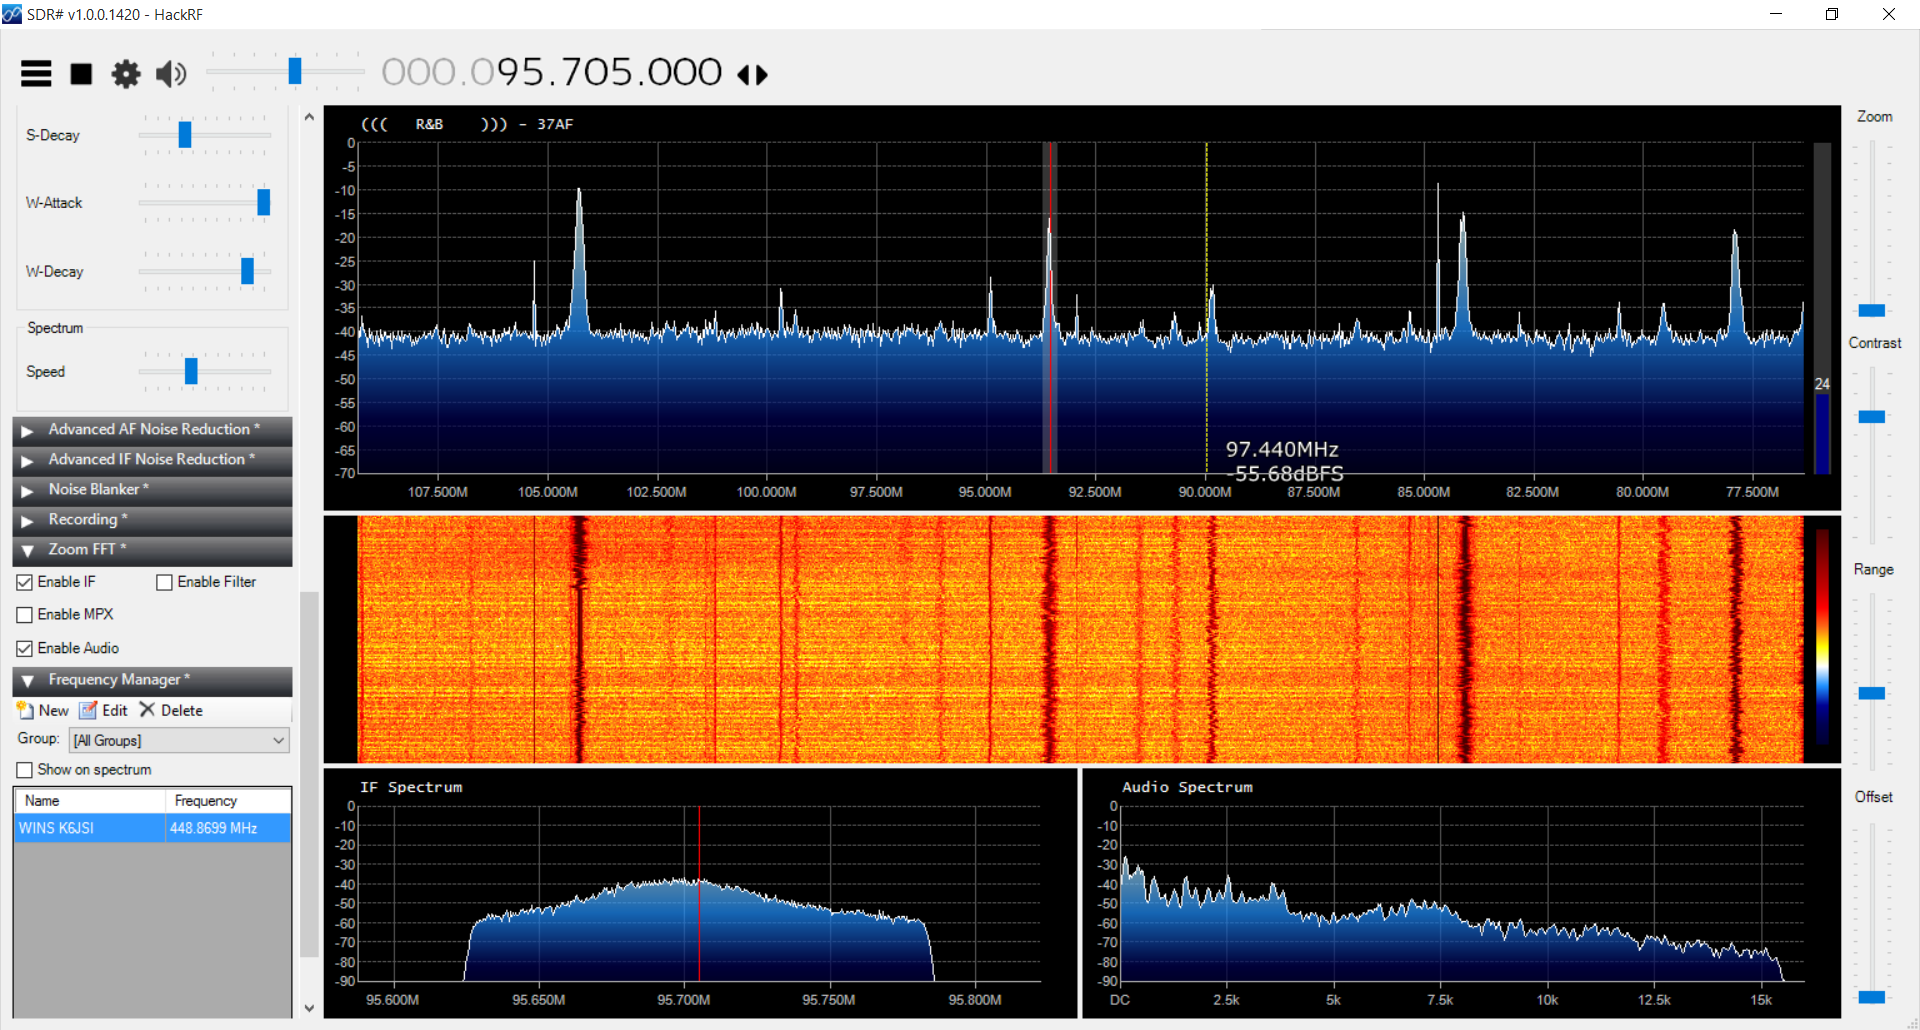 SDR# v1.0.0.1420 - HackRF
000.095.705.000
S-Decay
W-Attack
W-Decay
Spectrum
Speed
Advanced AF Noise Reduction *
Advanced IF Noise Reduction *
Noise Blanker *
Recording *
Zoom FFT *
Enable IF
Enable Filter
Enable MPX
Enable Audio
Frequency Manager *
New Edit Delete
Group: [All Groups]
Show on spectrum
Name Frequency
WINS K6JSI 448.8699 MHz
((( R&B ))) - 37AF
0
-5
-10
-15
-20
-25
-30
-35
-40
-45
-50
-55
-60
-65
-70
97.440MHz
-55.68dBFS
24
107.500M 105.000M 102.500M 100.000M 97.500M 95.000M 92.500M 90.000M 87.500M 85.000M 82.500M 80.000M 77.500M
IF Spectrum
0
-10
-20
-30
-40
-50
-60
-70
-80
-90
95.600M 95.650M 95.700M 95.750M 95.800M
Audio Spectrum
0
-10
-20
-30
-40
-50
-60
-70
-80
-90
DC 2.5k 5k 7.5k 10k 12.5k 15k
Zoom
Contrast
Range
Offset